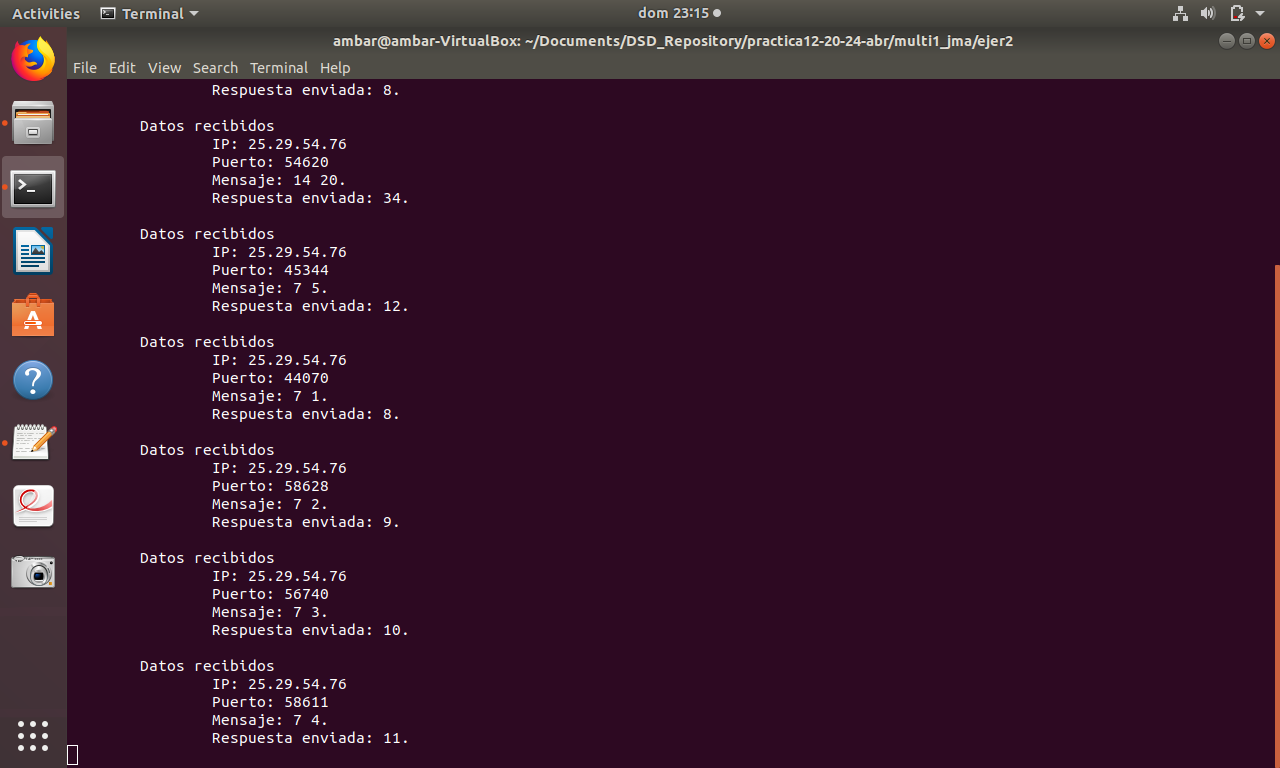 Activities Terminal dom 23:15
ambar@ambar-VirtualBox: ~/Documents/DSD_Repository/practica12-20-24-abr/multi1_jma/ejer2
File Edit View Search Terminal Help
Respuesta enviada: 8.
Datos recibidos
IP: 25.29.54.76
Puerto: 54620
Mensaje: 14 20.
Respuesta enviada: 34.
Datos recibidos
IP: 25.29.54.76
Puerto: 45344
Mensaje: 7 5.
Respuesta enviada: 12.
Datos recibidos
IP: 25.29.54.76
Puerto: 44070
Mensaje: 7 1.
Respuesta enviada: 8.
Datos recibidos
IP: 25.29.54.76
Puerto: 58628
Mensaje: 7 2.
Respuesta enviada: 9.
Datos recibidos
IP: 25.29.54.76
Puerto: 56740
Mensaje: 7 3.
Respuesta enviada: 10.
Datos recibidos
IP: 25.29.54.76
Puerto: 58611
Mensaje: 7 4.
Respuesta enviada: 11.